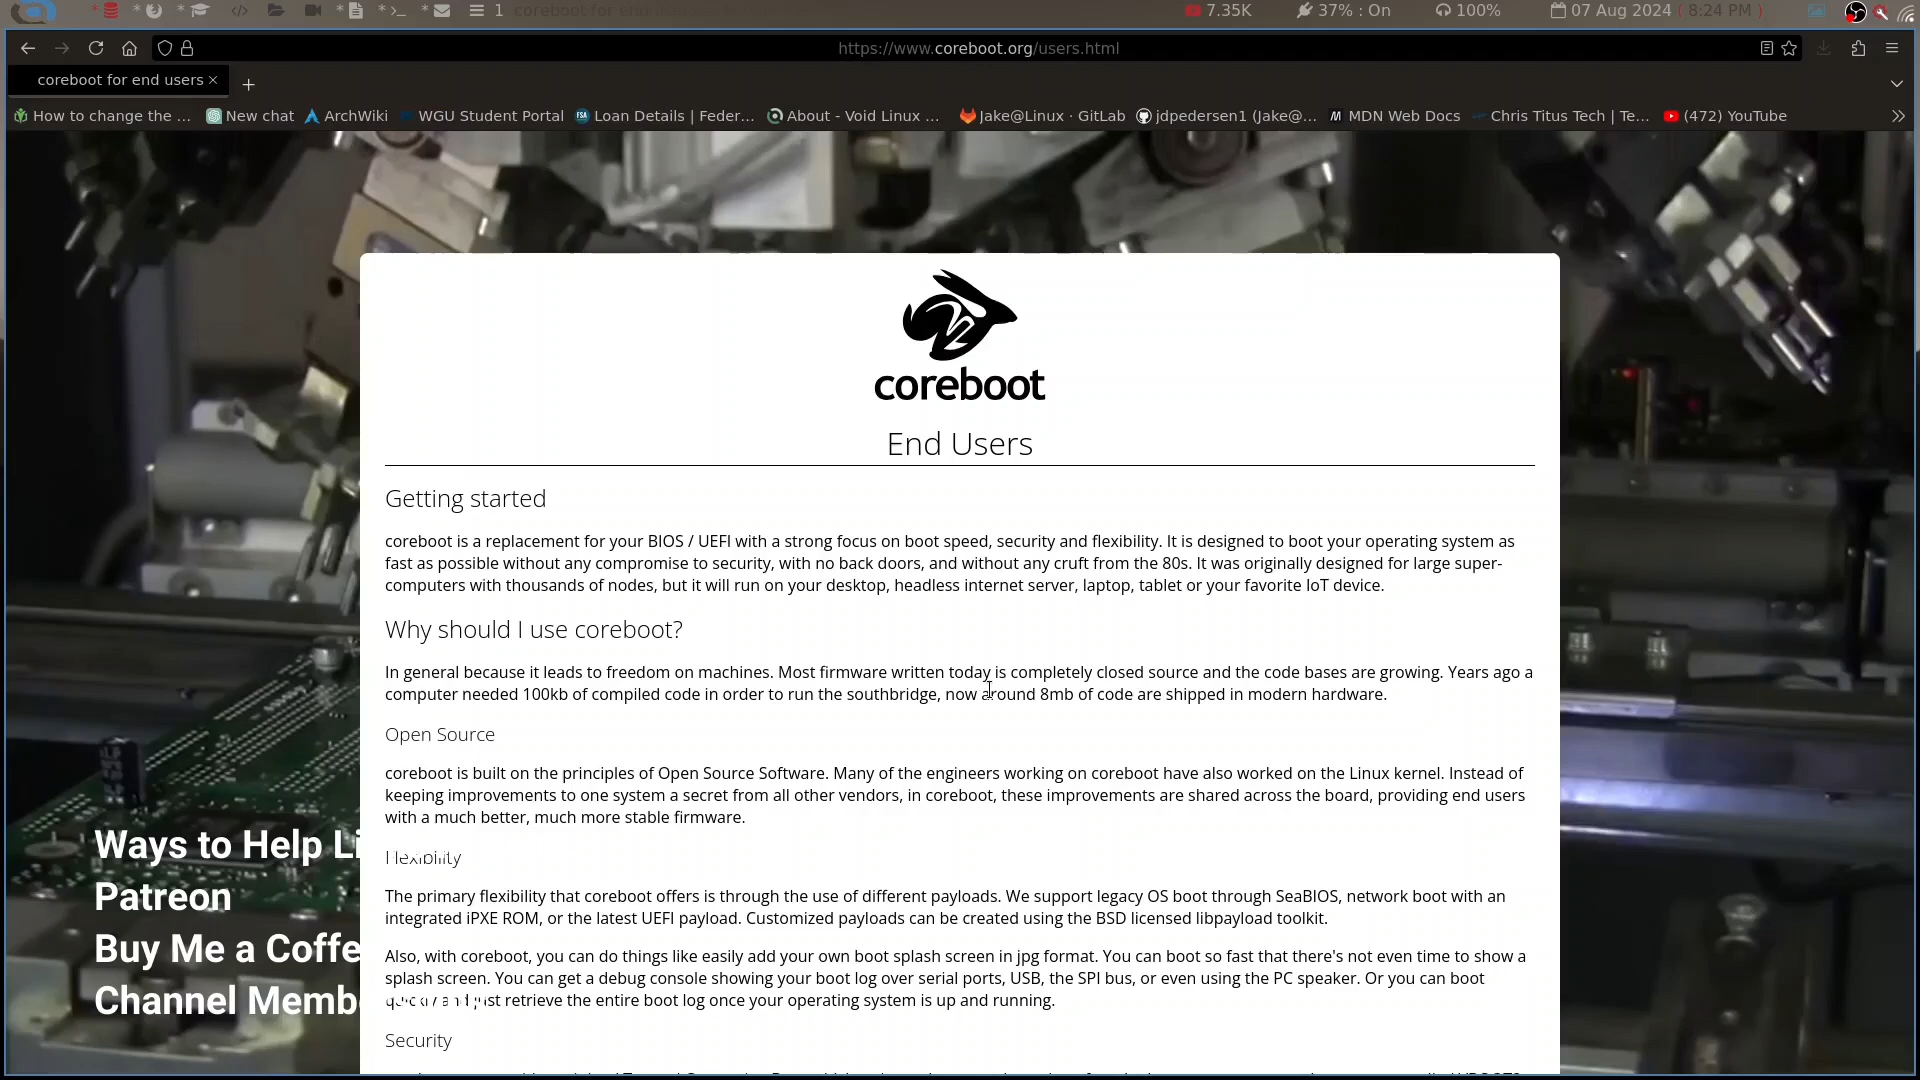 1
7.35K
37% : On
100%
07 Aug 2024 ( 8:24 PM )
https://www.coreboot.org/users.html
coreboot for end users
How to change the ...
New chat
ArchWiki
WGU Student Portal
Loan Details | Feder...
About - Void Linux ...
Jake@Linux · GitLab
jdpedersen1 (Jake@...
MDN Web Docs
Chris Titus Tech | Te...
(472) YouTube
coreboot
End Users
Getting started
coreboot is a replacement for your BIOS / UEFI with a strong focus on boot speed, security and flexibility. It is designed to boot your operating system as
fast as possible without any compromise to security, with no back doors, and without any cruft from the 80s. It was originally designed for large super-
computers with thousands of nodes, but it will run on your desktop, headless internet server, laptop, tablet or your favorite IoT device.
Why should I use coreboot?
In general because it leads to freedom on machines. Most firmware written today is completely closed source and the code bases are growing. Years ago a
computer needed 100kb of compiled code in order to run the southbridge, now around 8mb of code are shipped in modern hardware.
Open Source
coreboot is built on the principles of Open Source Software. Many of the engineers working on coreboot have also worked on the Linux kernel. Instead of
keeping improvements to one system a secret from all other vendors, in coreboot, these improvements are shared across the board, providing end users
with a much better, much more stable firmware.
Flexibility
The primary flexibility that coreboot offers is through the use of different payloads. We support legacy OS boot through SeaBIOS, network boot with an
integrated iPXE ROM, or the latest UEFI payload. Customized payloads can be created using the BSD licensed libpayload toolkit.
Also, with coreboot, you can do things like easily add your own boot splash screen in jpg format. You can boot so fast that there's not even time to show a
splash screen. You can get a debug console showing your boot log over serial ports, USB, the SPI bus, or even using the PC speaker. Or you can boot
quickly and just retrieve the entire boot log once your operating system is up and running.
Security
Ways to Help Li
Patreon
Buy Me a Coffe
Channel Membe